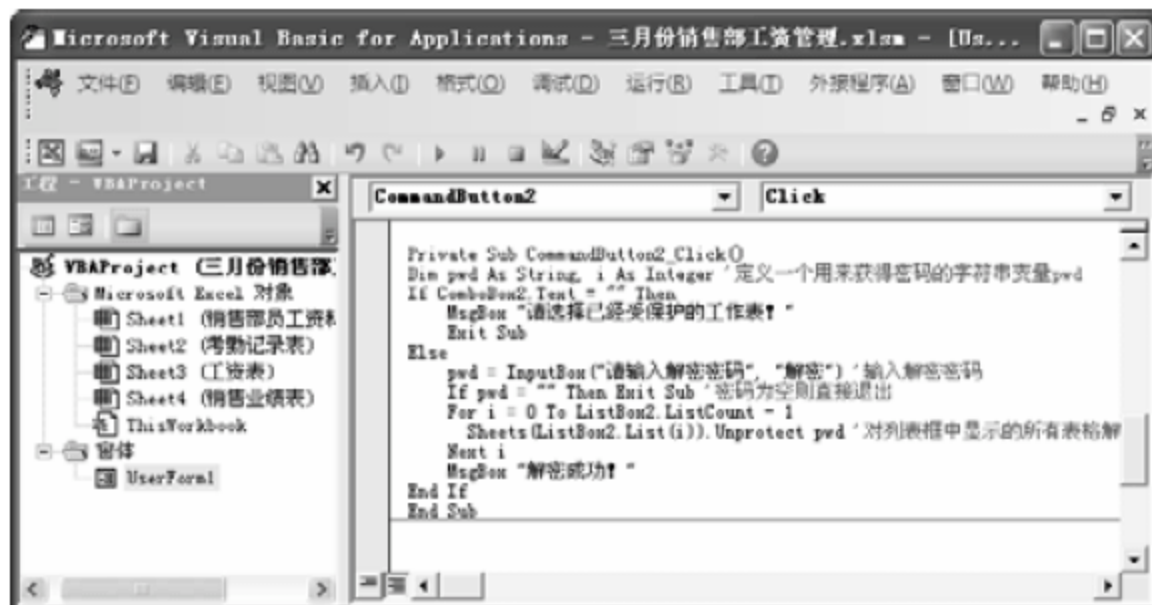 Microsoft Visual Basic for Applications - 三月份销售部工资管理.xlsm - [Us...
文件(F) 编辑(E) 视图(V) 插入(I) 格式(O) 调试(D) 运行(R) 工具(T) 外接程序(A) 窗口(W) 帮助(H)
工程 - VBAProject
CommandButton2 Click
VBAProject (三月份销售部
Microsoft Excel 对象
Sheet1 (销售部员工资料
Sheet2 (考勤记录表)
Sheet3 (工资表)
Sheet4 (销售业绩表)
ThisWorkbook
窗体
UserForm1
Private Sub CommandButton2_Click()
Dim pwd As String, i As Integer '定义一个用来获得密码的字符串变量pwd
If ComboBox2.Text = "" Then
MsgBox "请选择已经受保护的工作表! "
Exit Sub
Else
pwd = InputBox("请输入解密密码", "解密") '输入解密密码
If pwd = "" Then Exit Sub '密码为空则直接退出
For i = 0 To ListBox2.ListCount - 1
Sheets(ListBox2.List(i)).Unprotect pwd '对列表框中显示的所有表格解
Next i
MsgBox "解密成功! "
End If
End Sub